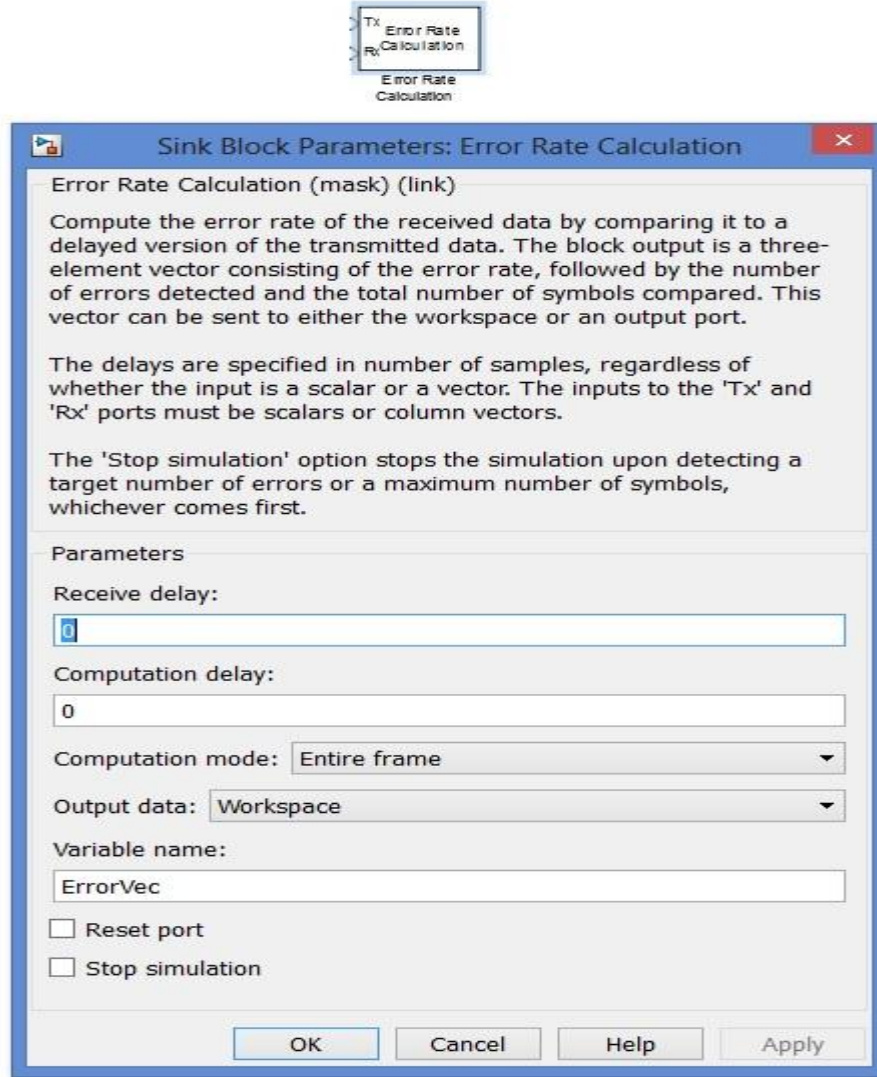 Tx
Error Rate
Rx
Calculation
Error Rate
Calculation
Sink Block Parameters: Error Rate Calculation
Error Rate Calculation (mask) (link)
Compute the error rate of the received data by comparing it to a
delayed version of the transmitted data. The block output is a three-
element vector consisting of the error rate, followed by the number
of errors detected and the total number of symbols compared. This
vector can be sent to either the workspace or an output port.
The delays are specified in number of samples, regardless of
whether the input is a scalar or a vector. The inputs to the 'Tx' and
'Rx' ports must be scalars or column vectors.
The 'Stop simulation' option stops the simulation upon detecting a
target number of errors or a maximum number of symbols,
whichever comes first.
Parameters
Receive delay:
0
Computation delay:
0
Computation mode: Entire frame
Output data: Workspace
Variable name:
ErrorVec
Reset port
Stop simulation
OK Cancel Help Apply